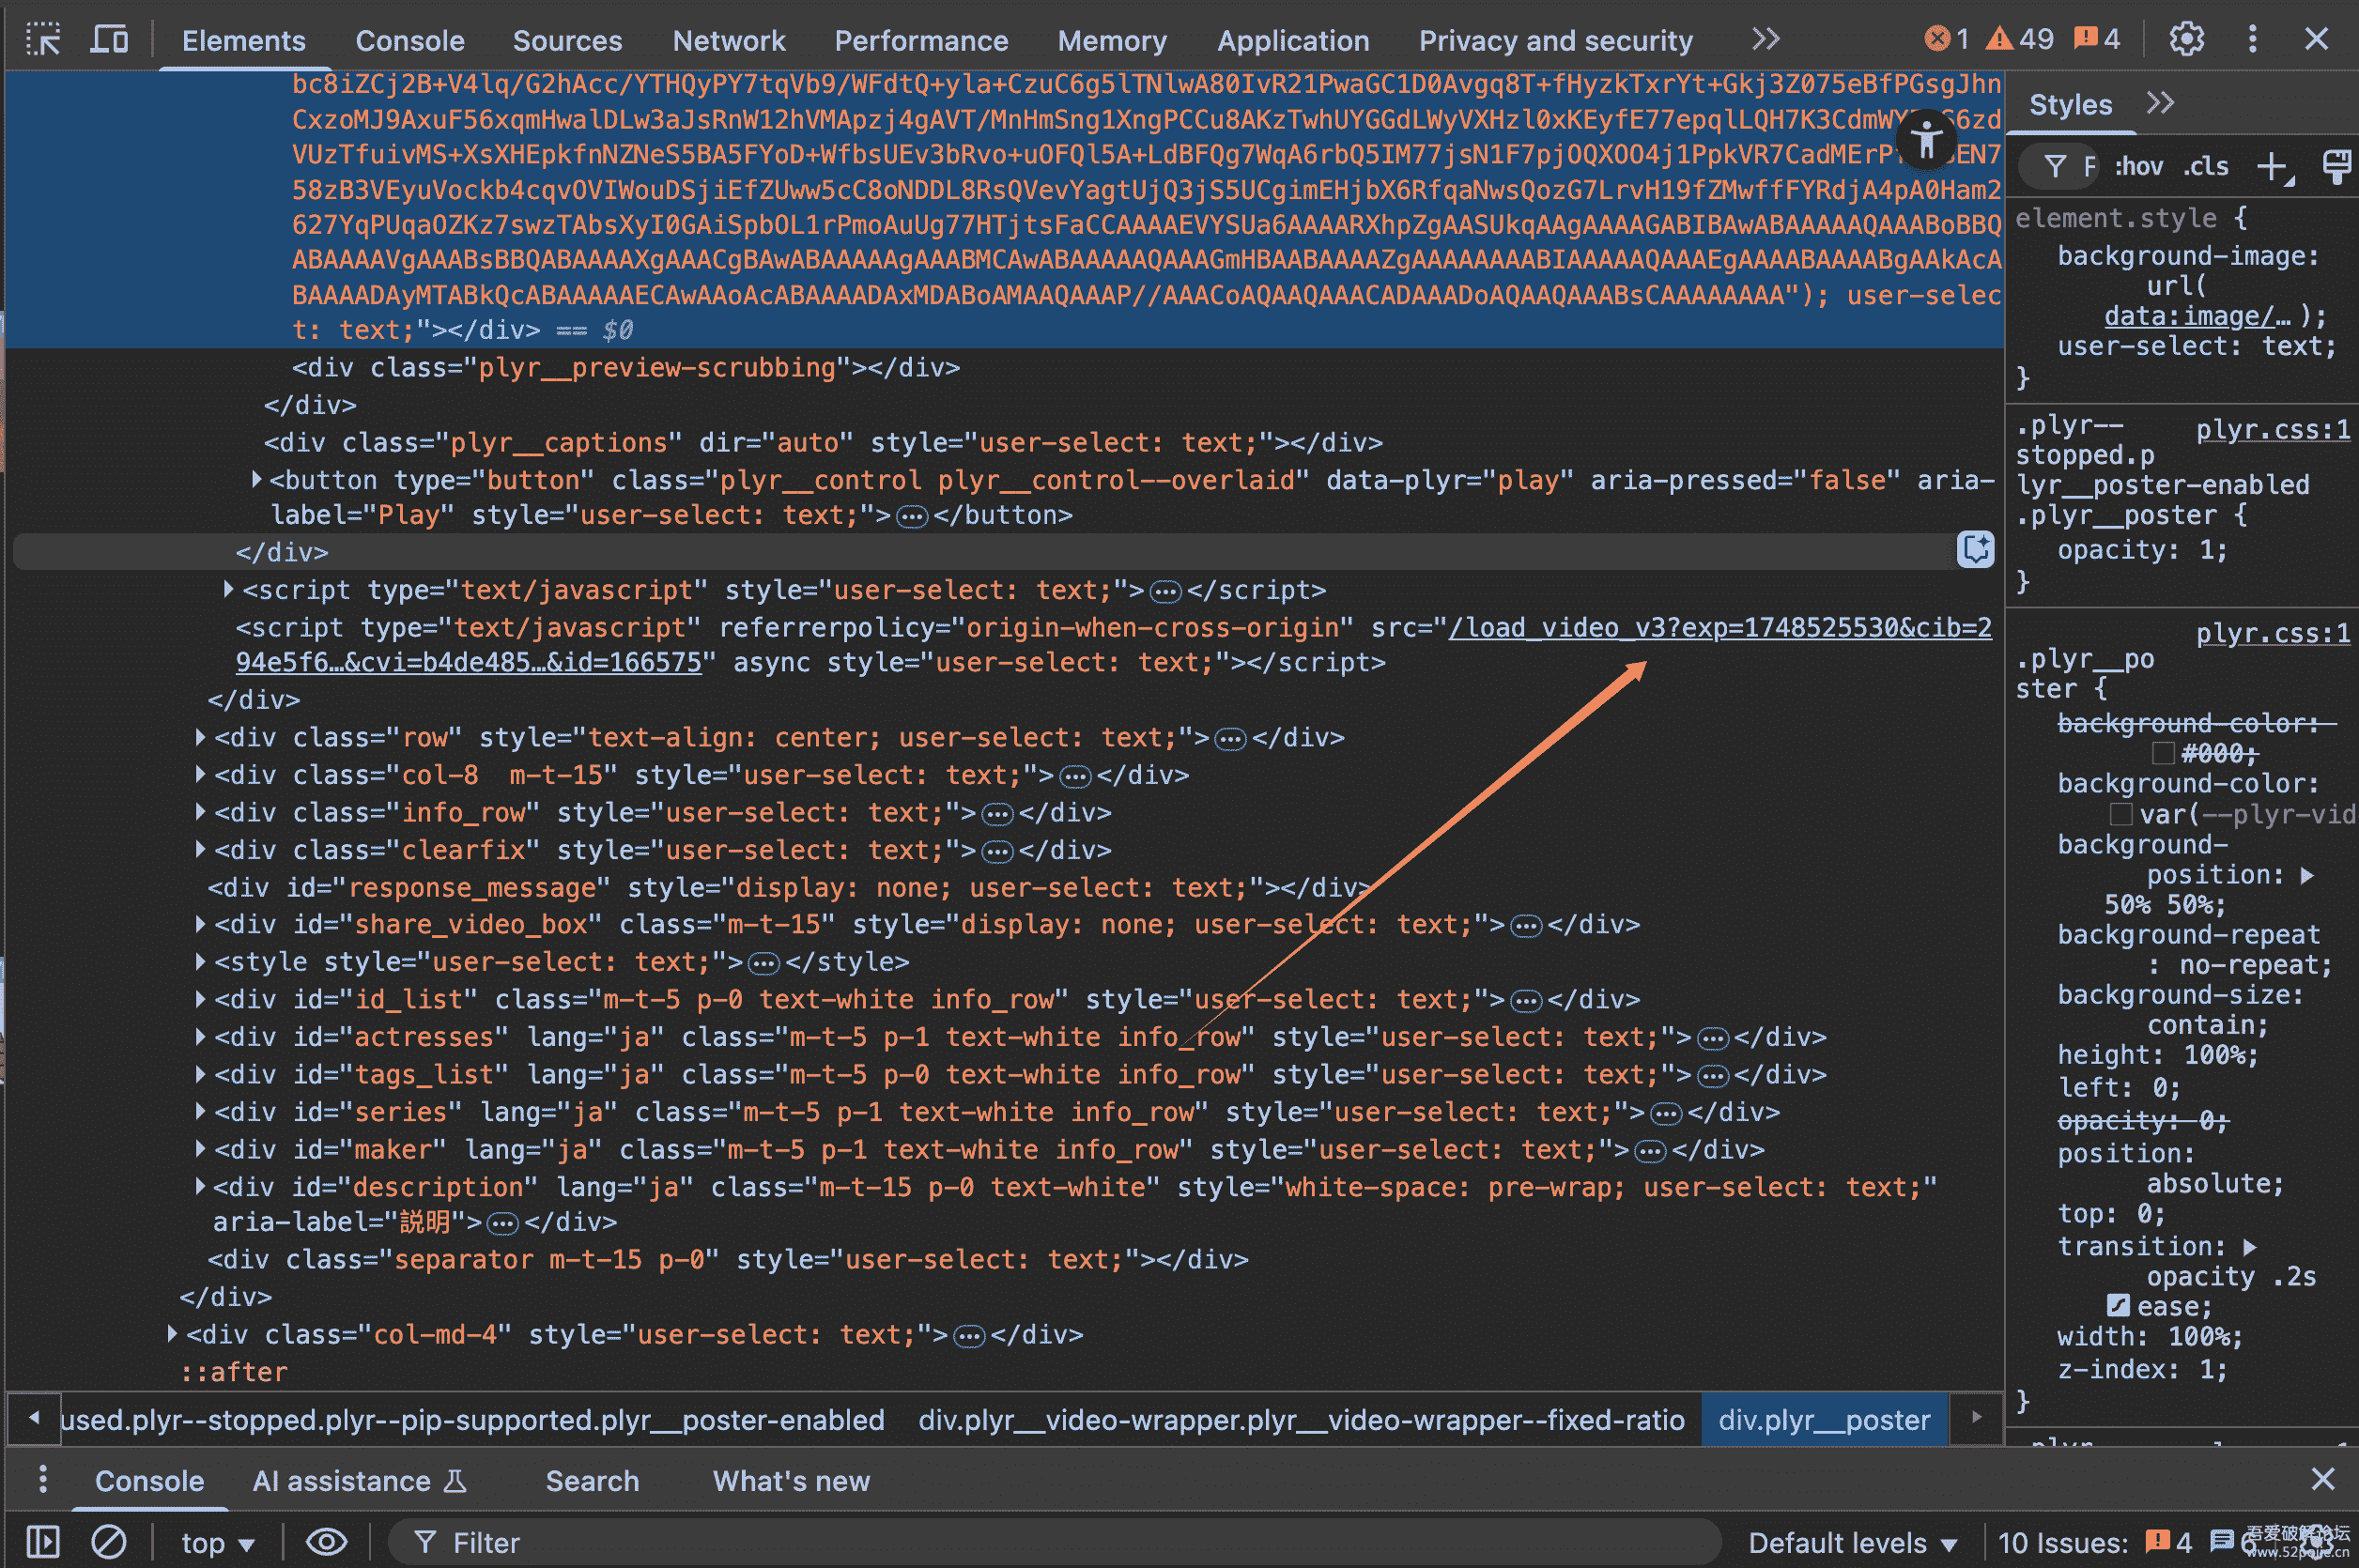 Elements Console Sources Network Performance Memory Application Privacy and security 1 49 4
bc8iZCj2B+V4lq/G2hAcc/YTHQyPY7tqVb9/WFdtQ+yla+CzuC6g5lTNlwA80IvR21PwaGC1D0Avgq8T+fHyzkTxrYt+Gkj3Z075eBfPGsgJhn
CxzoMJ9AxuF56xqmHwalDLw3aJsRnW12hVMApzj4gAVT/MnHmSng1XngPCCu8AKzTwhUYGGdLWyVXHzl0xKEyfE77epqlLQH7K3CdmWY
VUzTfuivMS+XsXHEpkfnNZNeS5BA5FYoD+WfbsUEv3bRvo+uOFQl5A+LdBFQg7WqA6rbQ5IM77jsN1F7pjOQXOO4j1PpkVR7CadMErP
58zB3VEyuVockb4cqvOVIWouDSjiEfZUww5cC8oNDDL8RsQVevYagtUjQ3jS5UCgimEHjbX6RfqaNwsQozG7LrvH19fZMwffFYRdjA4pA0Ham2
627YqPUqaOZKz7swzTAbsXyI0GAiSpbOL1rPmoAuUg77HTjtsFaCCAAAAEVYSUa6AAAARXhpZgAASUkqAAgAAAAGABIBAwABAAAAAQAAABoBBQ
ABAAAAVgAAABsBBQABAAAAXgAAACgBAwABAAAAAgAAABMCAwABAAAAAQAAAGmHBAABAAAAZgAAAAAAAABIAAAAAQAAAEgAAAABAAAABgAAkAcA
BAAAADAyMTABkQcABAAAAAECAwAAoAcABAAAADAxMDABoAMAAQAAAP//AAACoAQAAQAAACADAAADoAQAAQAAABsCAAAAAAAA"); user-selec
t: text;"></div> == $0
<div class="plyr__preview-scrubbing"></div>
</div>
<div class="plyr__captions" dir="auto" style="user-select: text;"></div>
<button type="button" class="plyr__control plyr__control--overlaid" data-plyr="play" aria-pressed="false" aria-
label="Play" style="user-select: text;">…</button>
</div>
<script type="text/javascript" style="user-select: text;">…</script>
<script type="text/javascript" referrerpolicy="origin-when-cross-origin" src="/load_video_v3?exp=1748525530&cib=2
94e5f6…&cvi=b4de485…&id=166575" async style="user-select: text;"></script>
</div>
<div class="row" style="text-align: center; user-select: text;">…</div>
<div class="col-8  m-t-15" style="user-select: text;">…</div>
<div class="info_row" style="user-select: text;">…</div>
<div class="clearfix" style="user-select: text;">…</div>
<div id="response_message" style="display: none; user-select: text;"></div>
<div id="share_video_box" class="m-t-15" style="display: none; user-select: text;">…</div>
<style style="user-select: text;">…</style>
<div id="id_list" class="m-t-5 p-0 text-white info_row" style="user-select: text;">…</div>
<div id="actresses" lang="ja" class="m-t-5 p-1 text-white info_row" style="user-select: text;">…</div>
<div id="tags_list" lang="ja" class="m-t-5 p-0 text-white info_row" style="user-select: text;">…</div>
<div id="series" lang="ja" class="m-t-5 p-1 text-white info_row" style="user-select: text;">…</div>
<div id="maker" lang="ja" class="m-t-5 p-1 text-white info_row" style="user-select: text;">…</div>
<div id="description" lang="ja" class="m-t-15 p-0 text-white" style="white-space: pre-wrap; user-select: text;"
aria-label="説明">…</div>
<div class="separator m-t-15 p-0" style="user-select: text;"></div>
</div>
<div class="col-md-4" style="user-select: text;">…</div>
::after
used.plyr--stopped.plyr--pip-supported.plyr__poster-enabled div.plyr__video-wrapper.plyr__video-wrapper--fixed-ratio div.plyr__poster
Styles
F :hov .cls
element.style {
background-image:
url(
data:image/… );
user-select: text;
}
.plyr-- plyr.css:1
stopped.p
lyr__poster-enabled
.plyr__poster {
opacity: 1;
}
plyr.css:1
.plyr__po
ster {
background-color:
#000;
background-color:
var(--plyr-vid
background-
position:
50% 50%;
background-repeat
: no-repeat;
background-size:
contain;
height: 100%;
left: 0;
opacity: 0;
position:
absolute;
top: 0;
transition:
opacity .2s
ease;
width: 100%;
z-index: 1;
}
Console AI assistance Search What's new
top Filter Default levels 10 Issues: 4 6
吾爱破解论坛
www.52pojie.cn